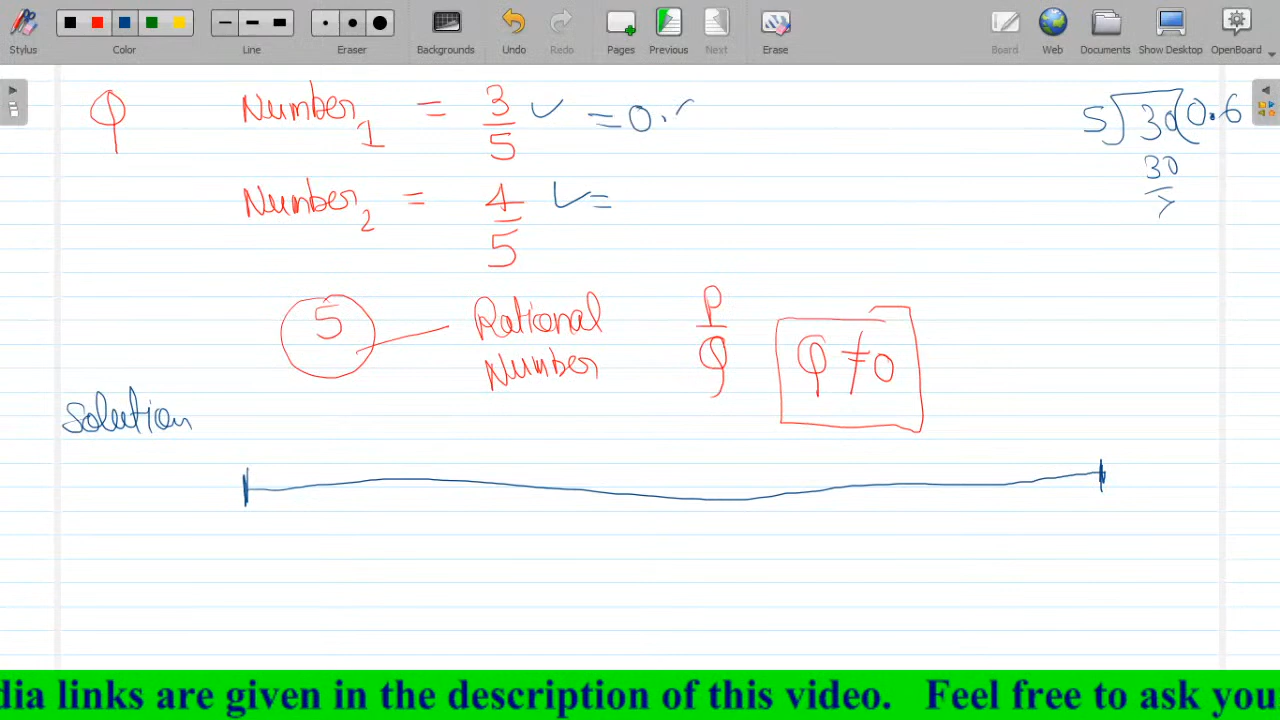 Stylus Color Line Eraser Backgrounds Undo Redo Pages Previous Next Erase Board Web Documents Show Desktop OpenBoard
Q Number1 = 3/5 ✓ = 0.
5) 30 (0.6
30
Number2 = 4/5 ✓ =
5 Rational Number P/Q Q ≠ 0
Solution
dia links are given in the description of this video. Feel free to ask you